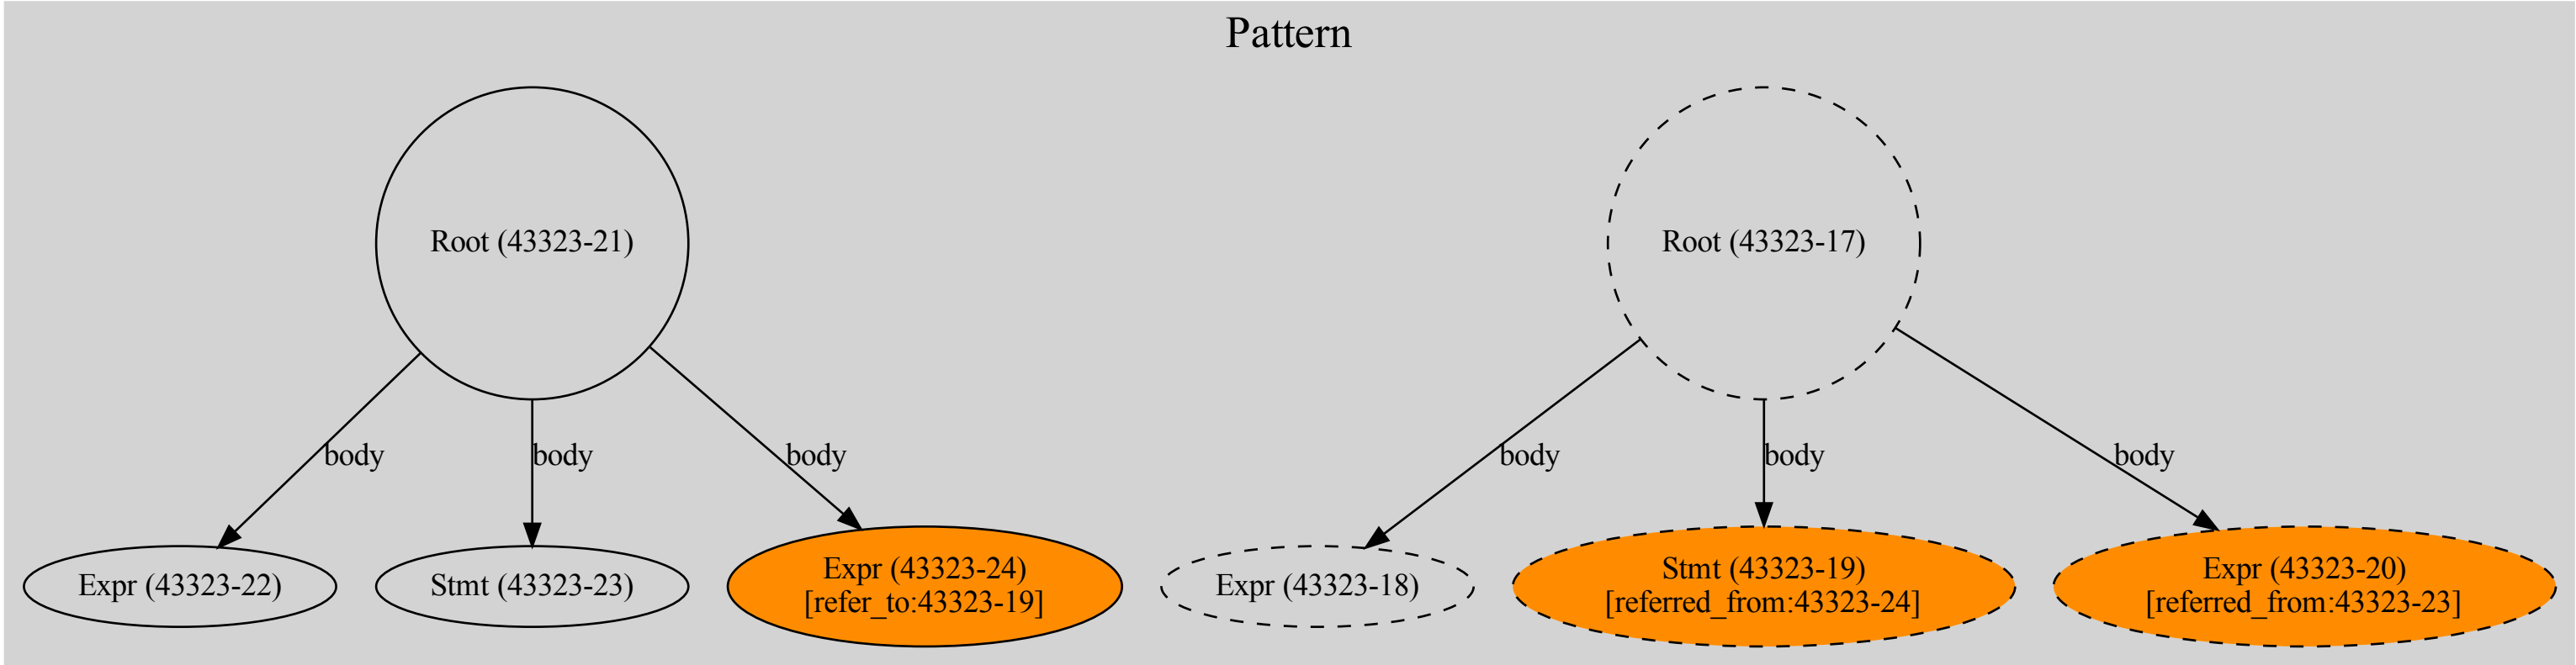 Pattern
Root (43323-21)
Root (43323-17)
body
body
body
body
body
body
Expr (43323-22)
Stmt (43323-23)
Expr (43323-24)
[refer_to:43323-19]
Expr (43323-18)
Stmt (43323-19)
[referred_from:43323-24]
Expr (43323-20)
[referred_from:43323-23]